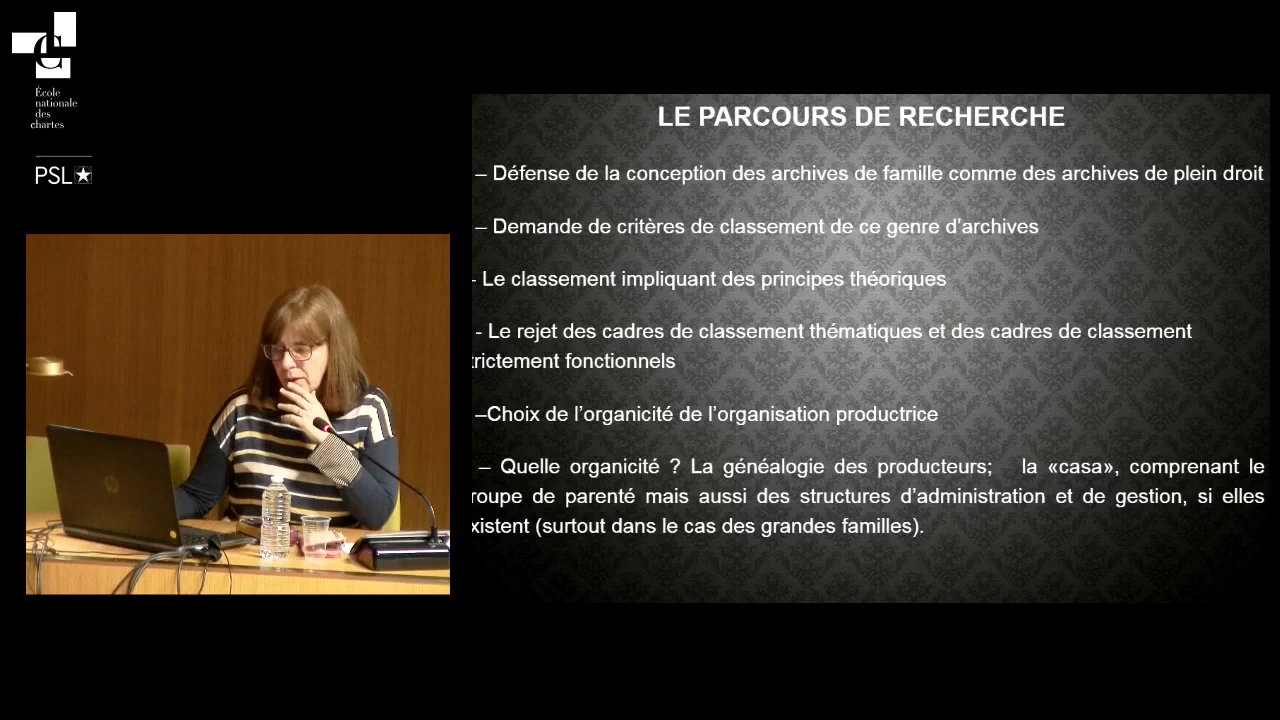 École
nationale
des
chartes
PSL
LE PARCOURS DE RECHERCHE
– Défense de la conception des archives de famille comme des archives de plein droit
– Demande de critères de classement de ce genre d’archives
- Le classement impliquant des principes théoriques
- Le rejet des cadres de classement thématiques et des cadres de classement
trictement fonctionnels
–Choix de l’organicité de l’organisation productrice
– Quelle organicité ? La généalogie des producteurs; la «casa», comprenant le
roupe de parenté mais aussi des structures d’administration et de gestion, si elles
xistent (surtout dans le cas des grandes familles).